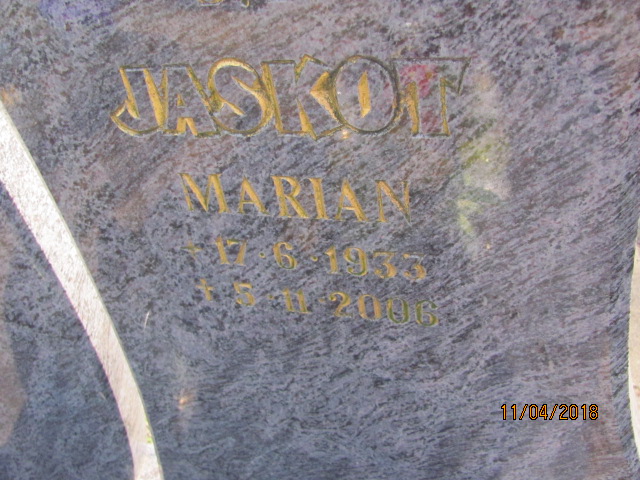 JASKOT
MARIAN
* 17·6·1933
† 5·11·2006
11/04/2018